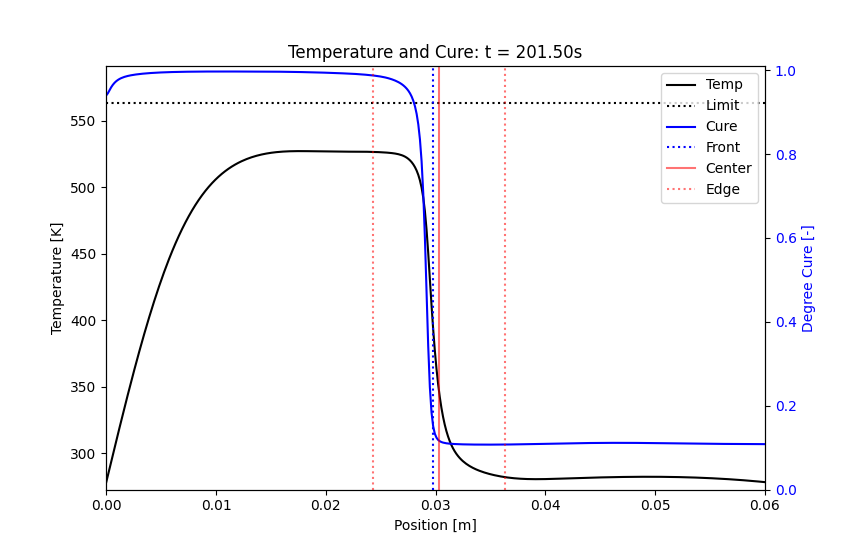 Temperature and Cure: t = 201.50s
Temp
Limit
Cure
Front
Center
Edge
Temperature [K]
550
500
450
400
350
300
1.0
0.8
0.6
0.4
0.2
0.0
Degree Cure [-]
0.00 0.01 0.02 0.03 0.04 0.05 0.06
Position [m]